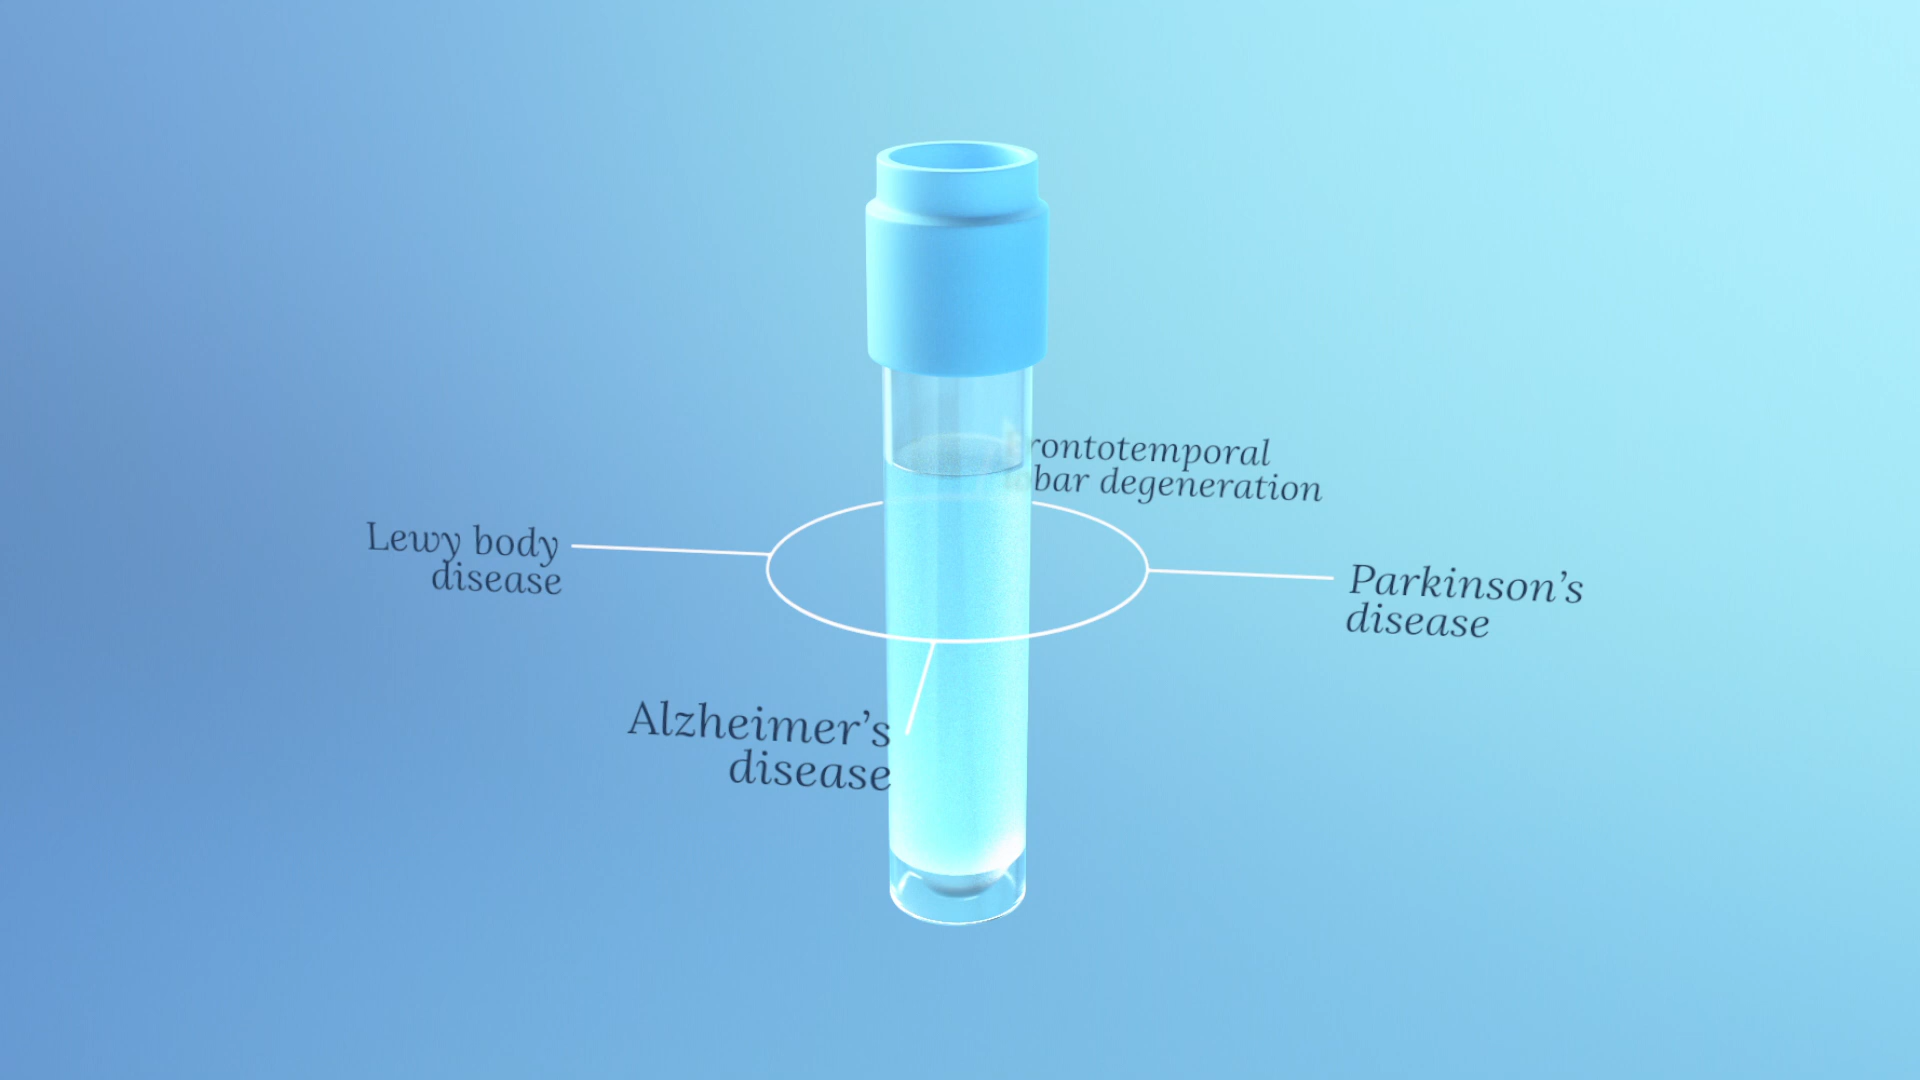 rontotemporal
bar degeneration
Lewy body
disease
Parkinson's
disease
Alzheimer's
disease